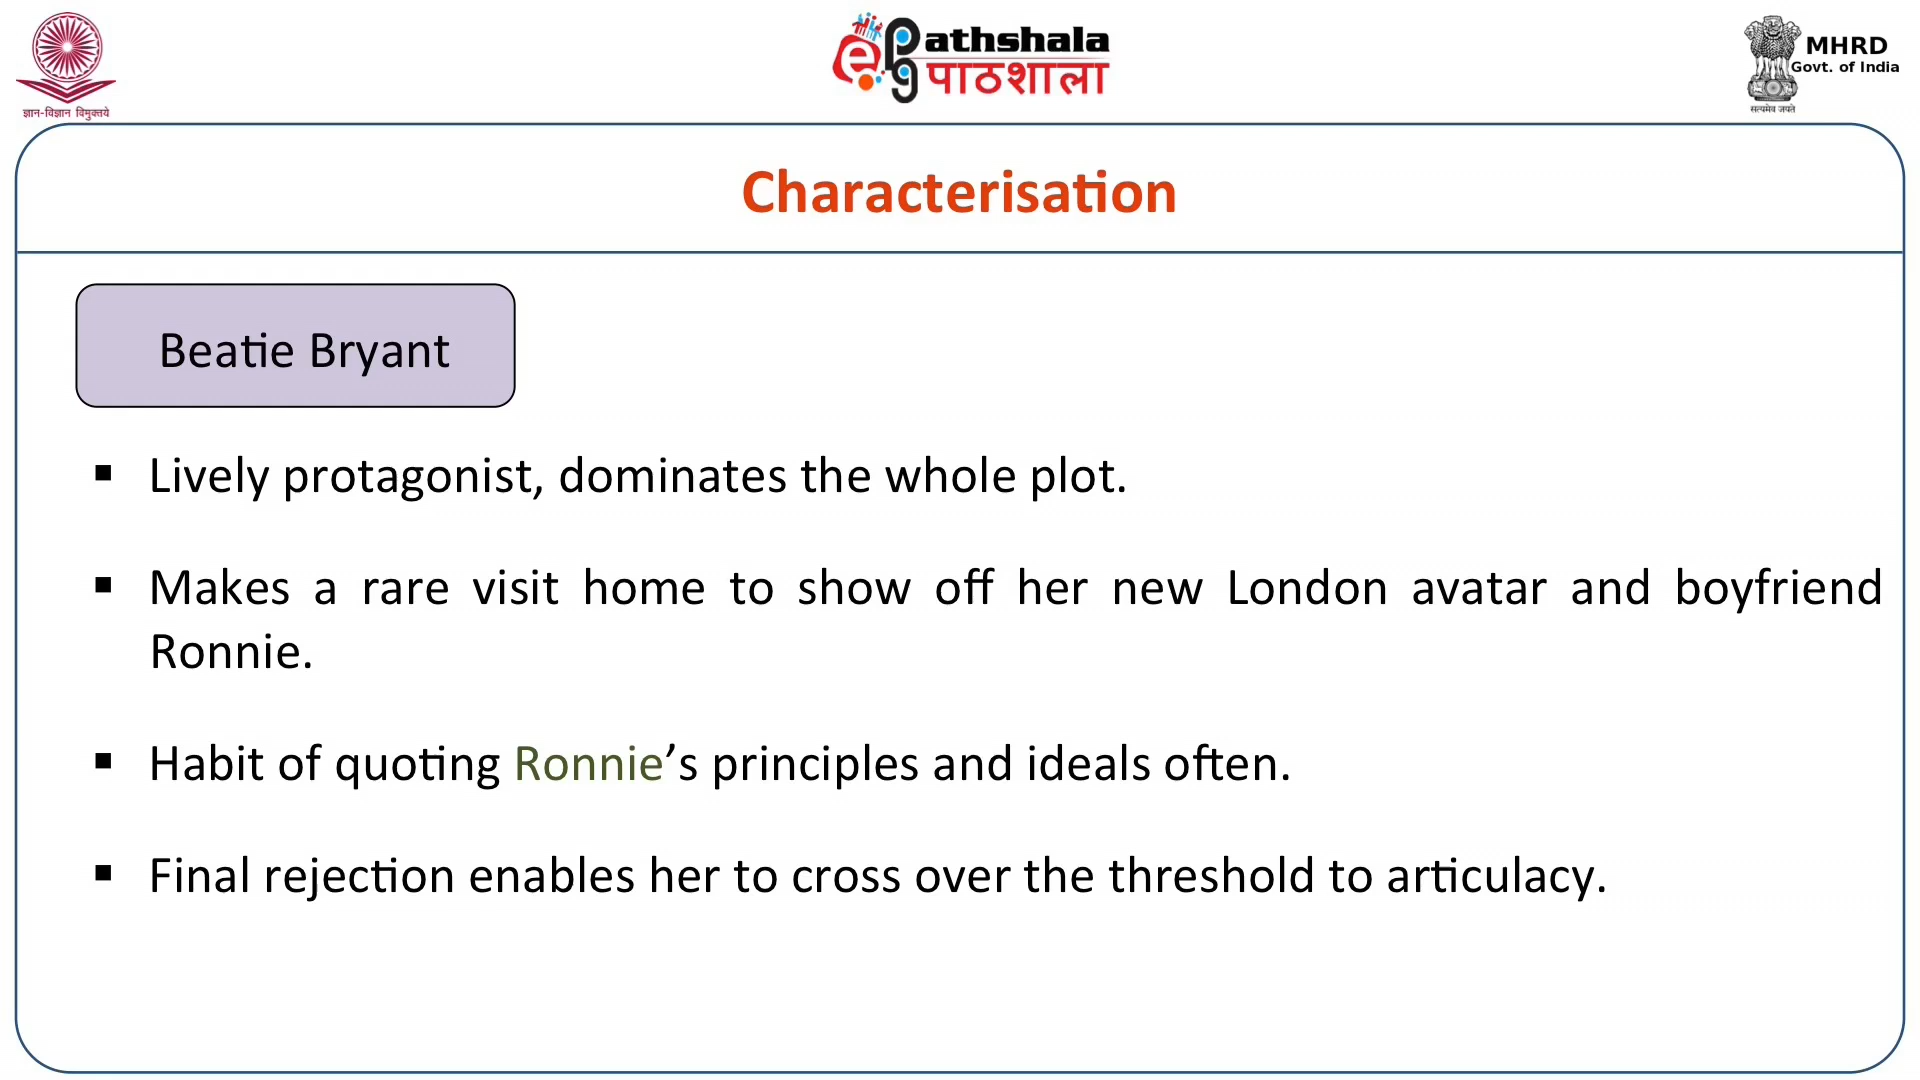 ज्ञान-विज्ञान विमुक्तये
e Pathshala
pg पाठशाला
MHRD
Govt. of India
सत्यमेव जयते
Characterisation
Beatie Bryant
▪ Lively protagonist, dominates the whole plot.
▪ Makes a rare visit home to show off her new London avatar and boyfriend
Ronnie.
▪ Habit of quoting Ronnie’s principles and ideals often.
▪ Final rejection enables her to cross over the threshold to articulacy.